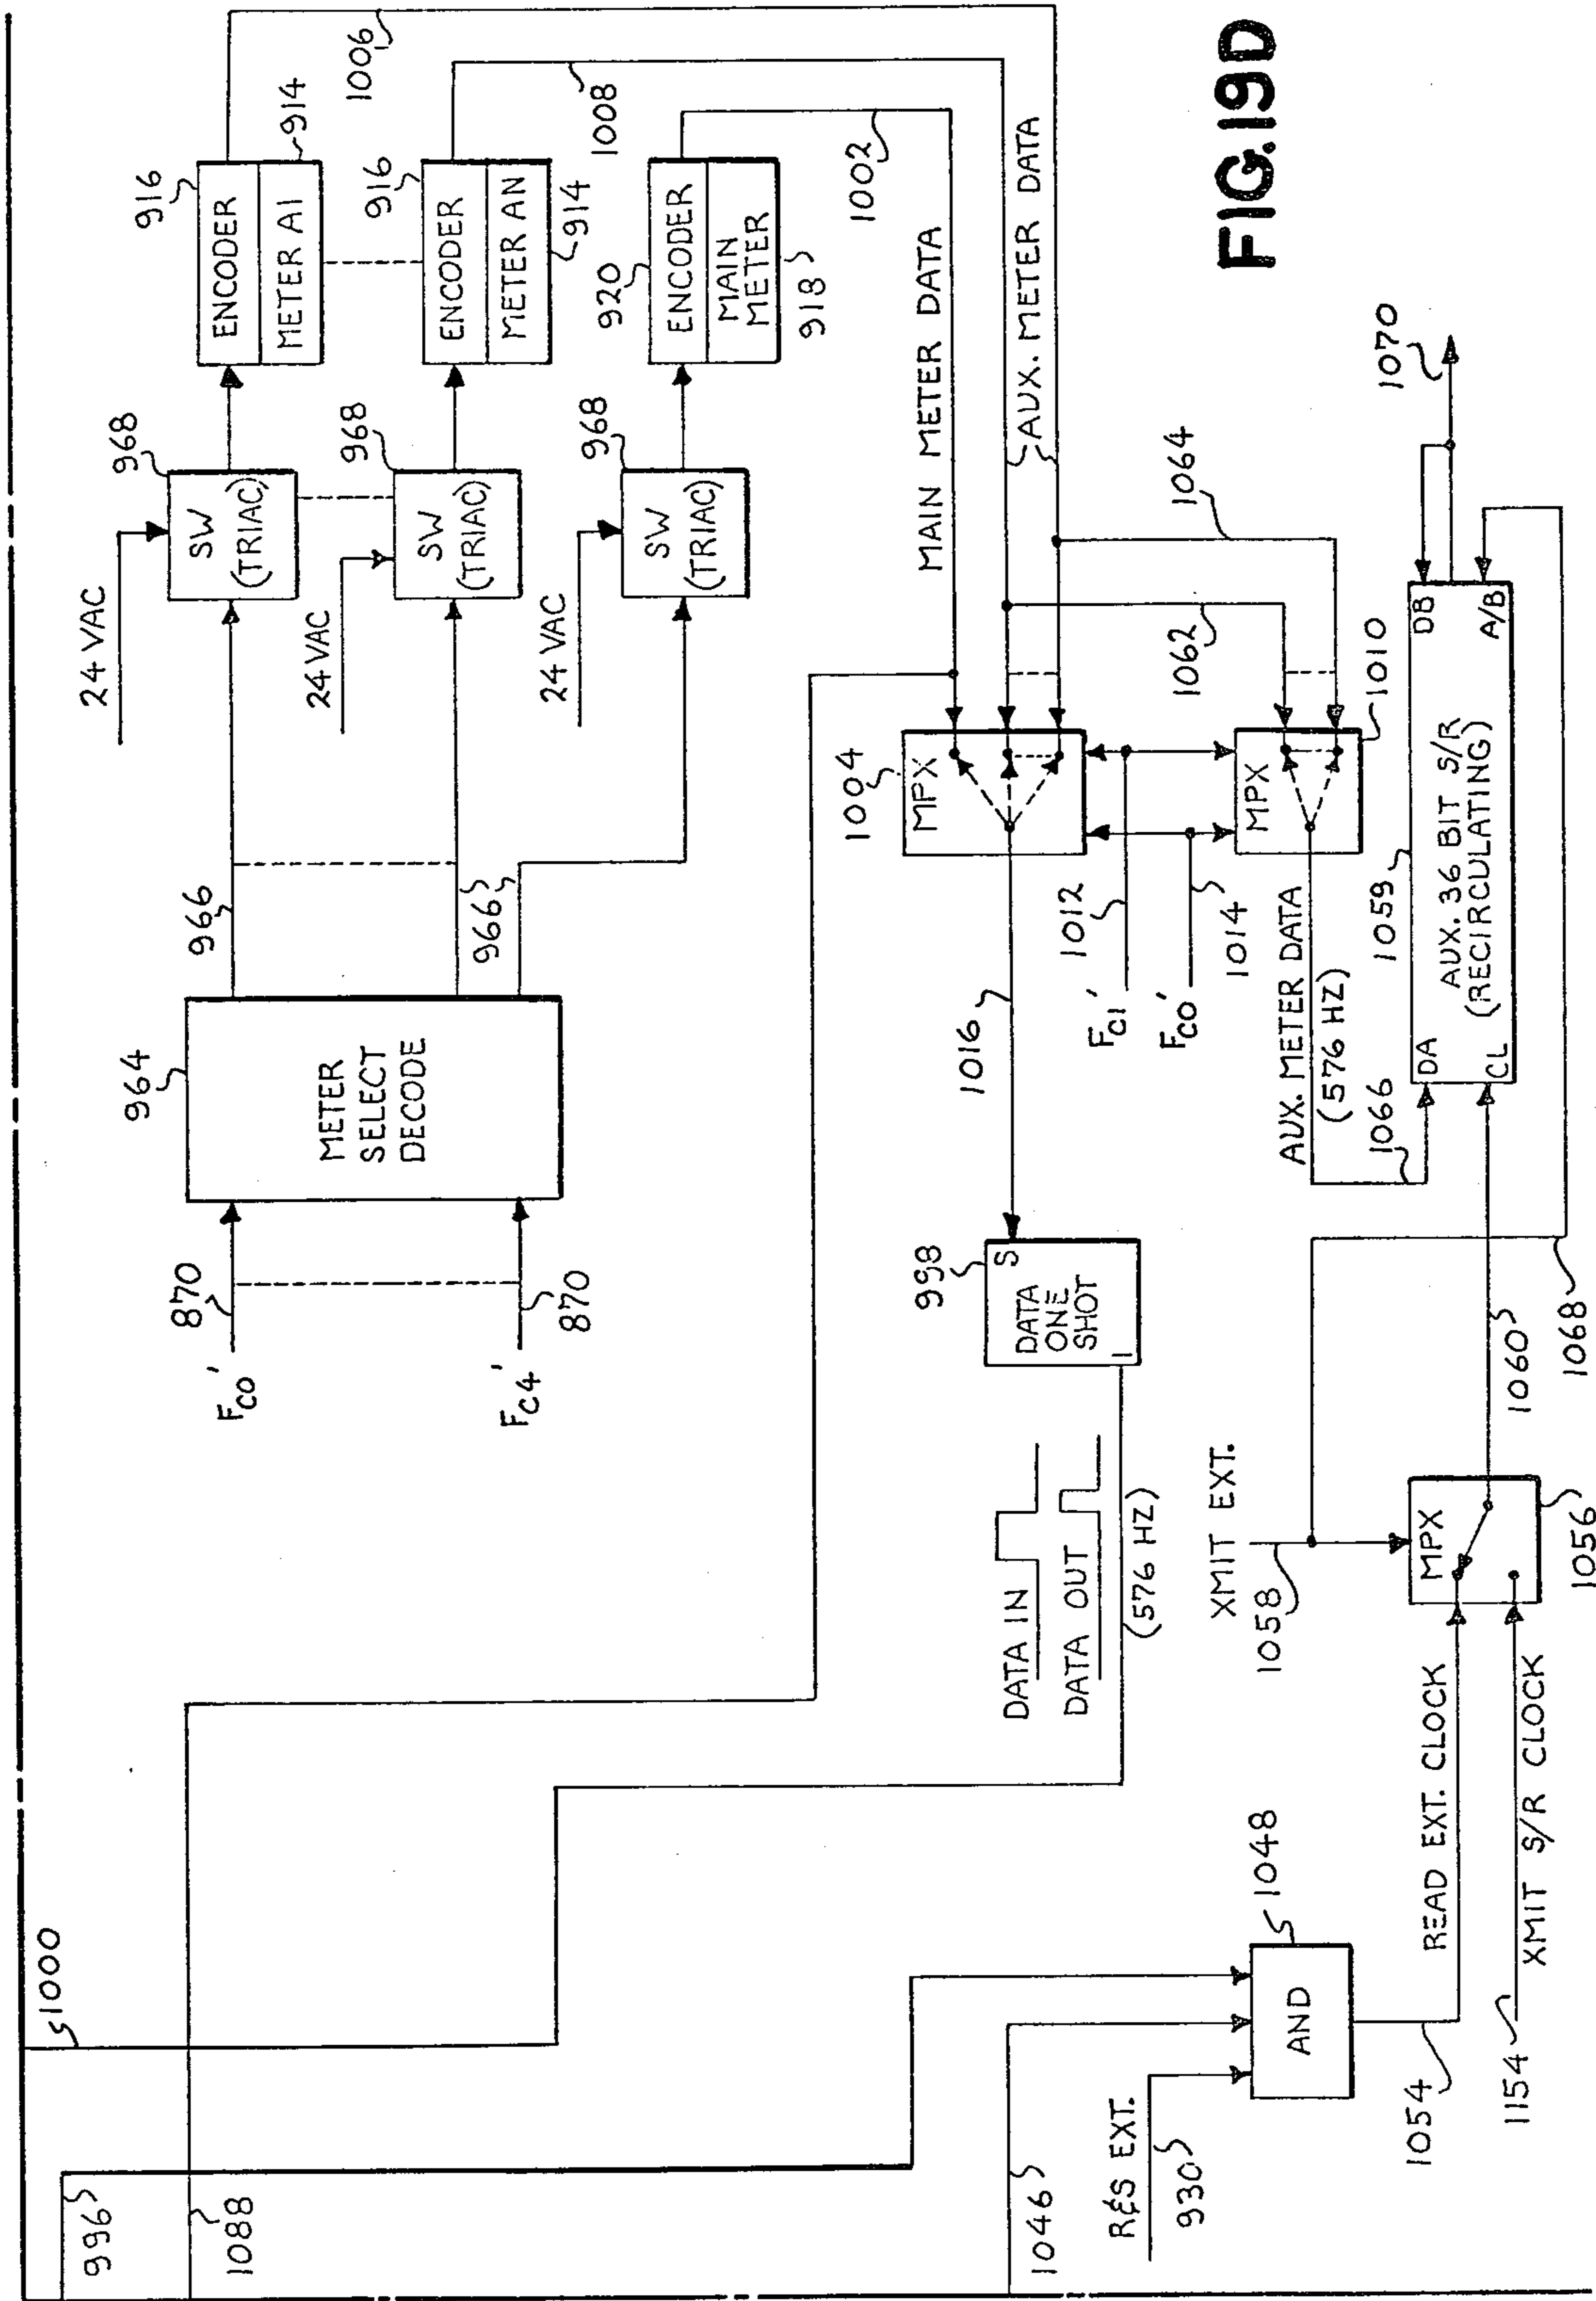 FIG.19D
1000
996
1088
1046
R&S EXT.
930
AND
1048
1054
READ EXT. CLOCK
1154
XMIT S/R CLOCK
XMIT EXT.
1058
MPX
1056
1060
1068
FC0'
870
FC4'
870
964
METER
SELECT
DECODE
966
966
24 VAC
24 VAC
24 VAC
968
SW
(TRIAC)
968
SW
(TRIAC)
968
SW
(TRIAC)
916
ENCODER
METER A1
914
916
ENCODER
METER AN
914
920
ENCODER
MAIN
METER
918
1006
1008
1002
MAIN METER DATA
AUX. METER DATA
1004
MPX
1062
1064
MPX
1010
FC1'
1012
FC0'
1014
1016
998
S
DATA
ONE
SHOT
1
DATA IN
DATA OUT
(576 HZ)
AUX. METER DATA
(576 HZ)
1066
1059
DA
CL
AUX. 36 BIT S/R
(RECIRCULATING)
DB
A/B
1070